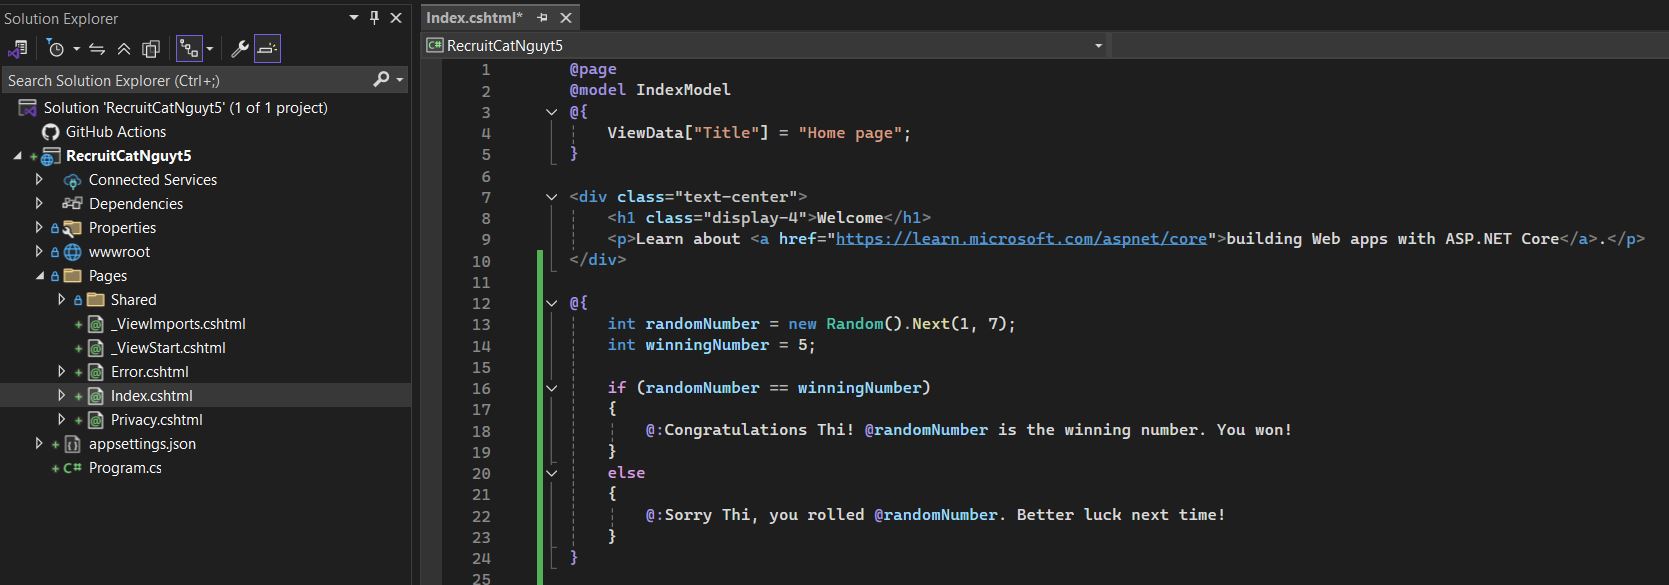 Solution Explorer
Search Solution Explorer (Ctrl+;)
Solution 'RecruitCatNguyt5' (1 of 1 project)
GitHub Actions
RecruitCatNguyt5
Connected Services
Dependencies
Properties
wwwroot
Pages
Shared
_ViewImports.cshtml
_ViewStart.cshtml
Error.cshtml
Index.cshtml
Privacy.cshtml
appsettings.json
C# Program.cs
Index.cshtml*
C# RecruitCatNguyt5
1 @page
2 @model IndexModel
3 @{
4 ViewData["Title"] = "Home page";
5 }
6
7 <div class="text-center">
8 <h1 class="display-4">Welcome</h1>
9 <p>Learn about <a href="https://learn.microsoft.com/aspnet/core">building Web apps with ASP.NET Core</a>.</p>
10 </div>
11
12 @{
13 int randomNumber = new Random().Next(1, 7);
14 int winningNumber = 5;
15
16 if (randomNumber == winningNumber)
17 {
18 @:Congratulations Thi! @randomNumber is the winning number. You won!
19 }
20 else
21 {
22 @:Sorry Thi, you rolled @randomNumber. Better luck next time!
23 }
24 }
25